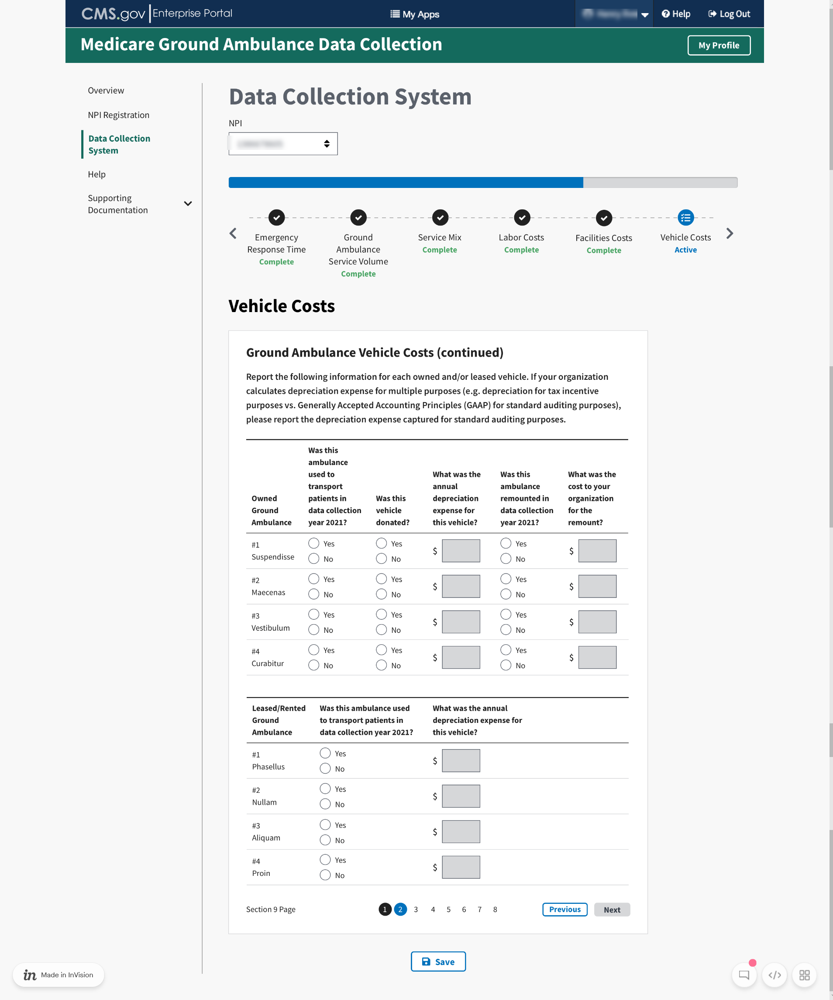 CMS.gov Enterprise Portal
My Apps
Help
Log Out
Medicare Ground Ambulance Data Collection
My Profile
Overview
NPI Registration
Data Collection
System
Help
Supporting
Documentation
Data Collection System
NPI
Emergency
Response Time
Complete
Ground
Ambulance
Service Volume
Complete
Service Mix
Complete
Labor Costs
Complete
Facilities Costs
Complete
Vehicle Costs
Active
Vehicle Costs
Ground Ambulance Vehicle Costs (continued)
Report the following information for each owned and/or leased vehicle. If your organization
calculates depreciation expense for multiple purposes (e.g. depreciation for tax incentive
purposes vs. Generally Accepted Accounting Principles (GAAP) for standard auditing purposes),
please report the depreciation expense captured for standard auditing purposes.
Owned
Ground
Ambulance
Was this
ambulance
used to
transport
patients in
data collection
year 2021?
Was this
vehicle
donated?
What was the
annual
depreciation
expense for
this vehicle?
Was this
ambulance
remounted in
data collection
year 2021?
What was the
cost to your
organization
for the
remount?
#1
Suspendisse
Yes
No
Yes
No
$
Yes
No
$
#2
Maecenas
Yes
No
Yes
No
$
Yes
No
$
#3
Vestibulum
Yes
No
Yes
No
$
Yes
No
$
#4
Curabitur
Yes
No
Yes
No
$
Yes
No
$
Leased/Rented
Ground
Ambulance
Was this ambulance used
to transport patients in
data collection year 2021?
What was the annual
depreciation expense for
this vehicle?
#1
Phasellus
Yes
No
$
#2
Nullam
Yes
No
$
#3
Aliquam
Yes
No
$
#4
Proin
Yes
No
$
Section 9 Page
1 2 3 4 5 6 7 8
Previous
Next
Save
in Made in InVision